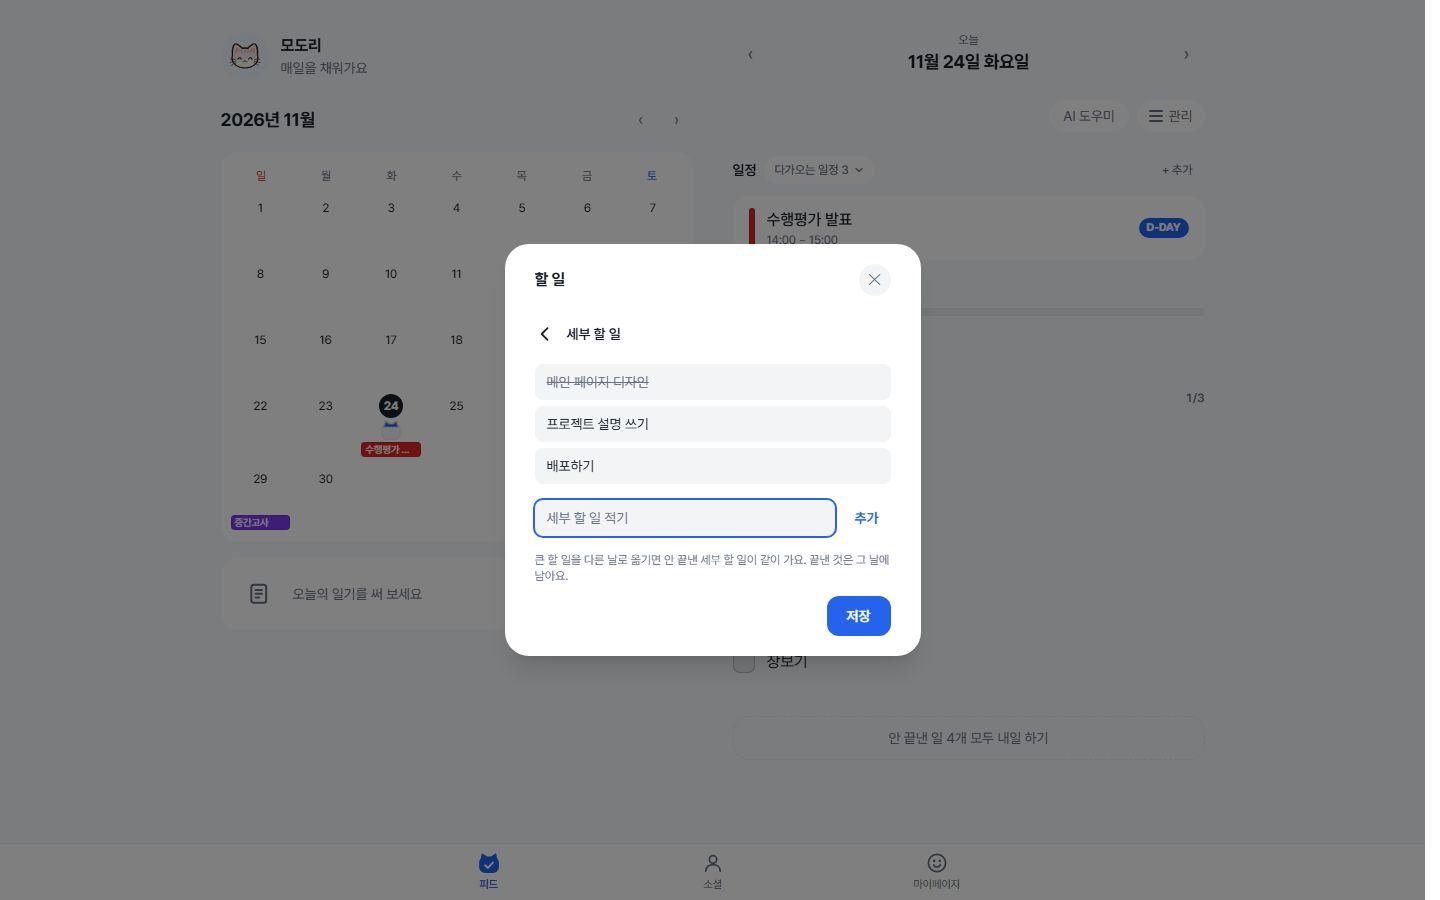 모도리
매일을 채워가요
2026년 11월
일 월 화 수 목 금 토
1 2 3 4 5 6 7
8 9 10 11
15 16 17 18
22 23 24 25
수행평가 ...
29 30
중간고사
오늘의 일기를 써 보세요
오늘
11월 24일 화요일
AI 도우미
관리
일정
다가오는 일정 3
+ 추가
수행평가 발표
14:00 – 15:00
D-DAY
1/3
장보기
안 끝낸 일 4개 모두 내일 하기
할 일
세부 할 일
메인 페이지 디자인
프로젝트 설명 쓰기
배포하기
세부 할 일 적기
추가
큰 할 일을 다른 날로 옮기면 안 끝낸 세부 할 일이 같이 가요. 끝낸 것은 그 날에
남아요.
저장
피드
소셜
마이페이지